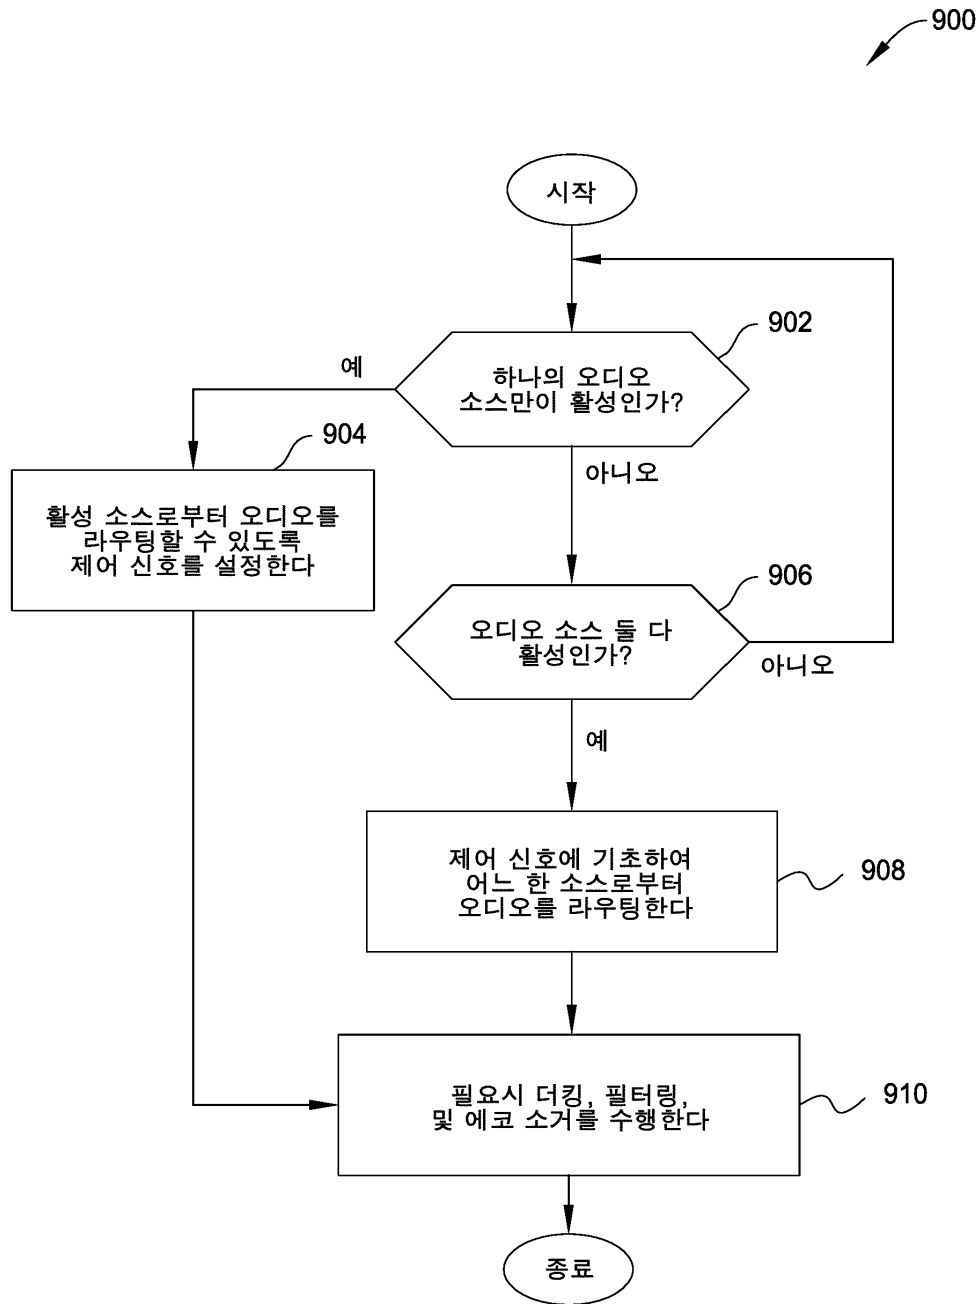 900
시작
902
하나의 오디오
소스만이 활성인가?
예
아니오
904
활성 소스로부터 오디오를
라우팅할 수 있도록
제어 신호를 설정한다
906
오디오 소스 둘 다
활성인가?
아니오
예
제어 신호에 기초하여
어느 한 소스로부터
오디오를 라우팅한다
908
필요시 더킹, 필터링,
및 에코 소거를 수행한다
910
종료